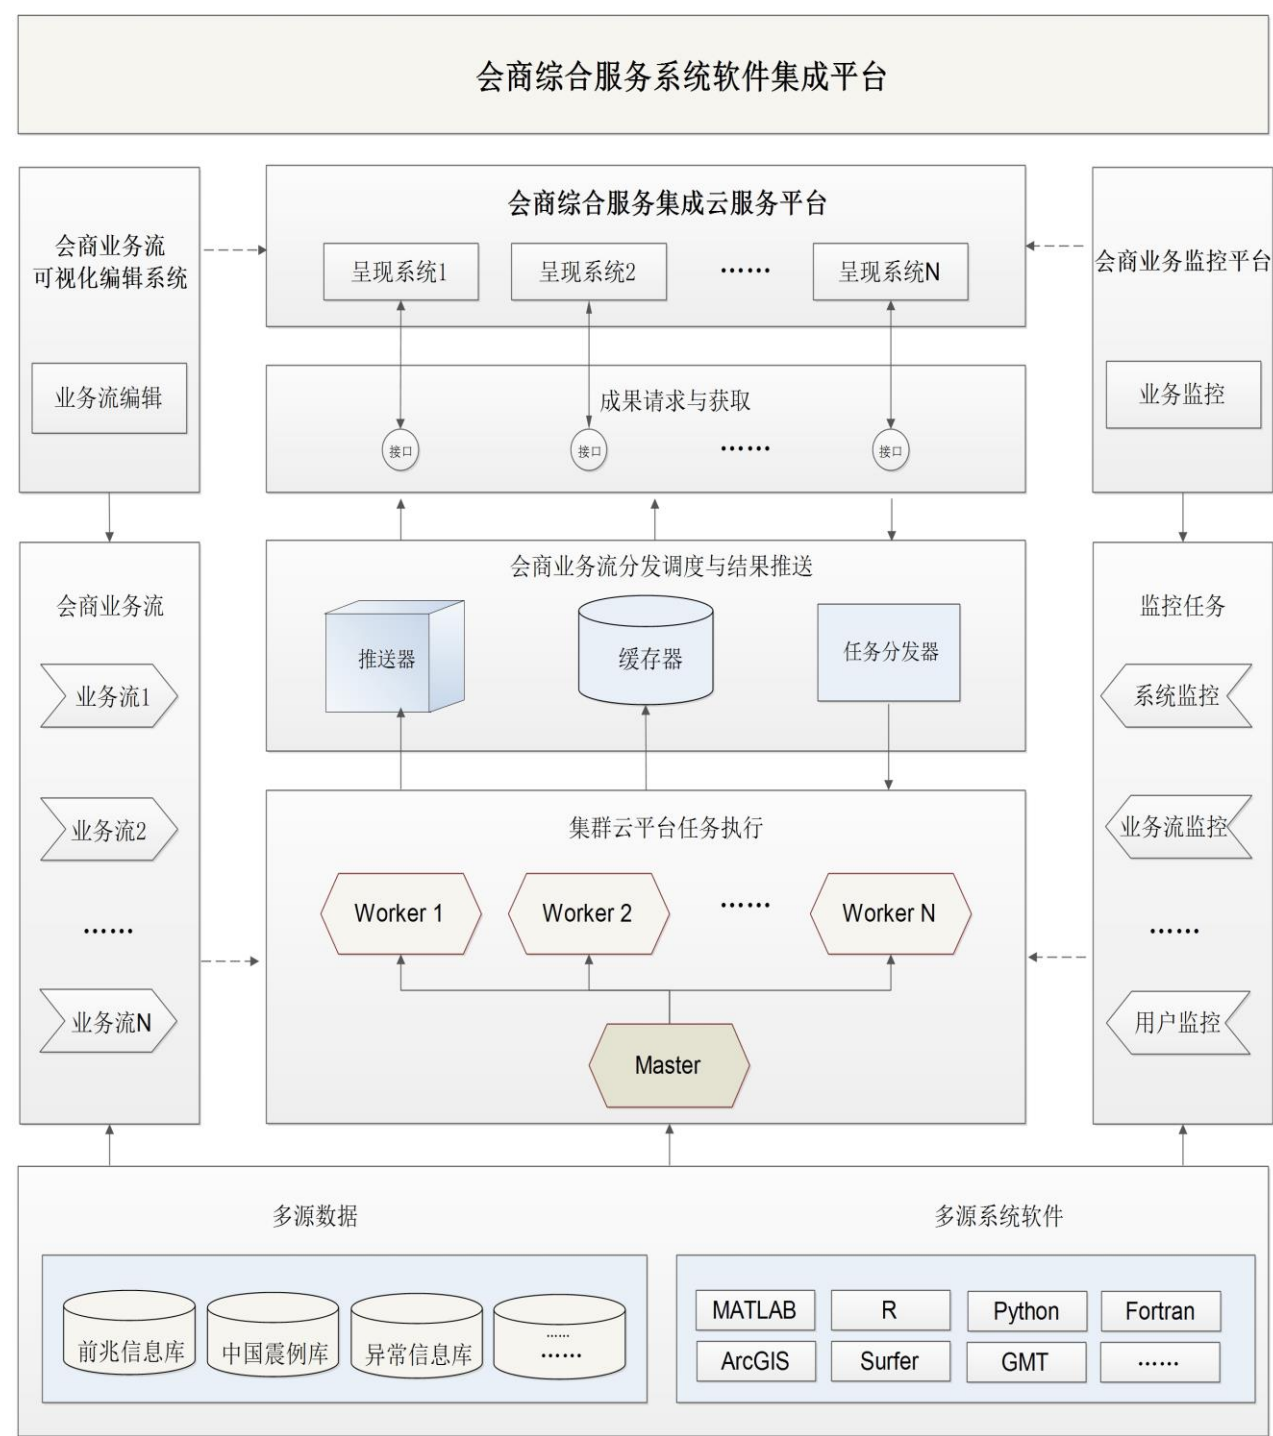 会商综合服务系统软件集成平台
会商业务流
可视化编辑系统
业务流编辑
会商综合服务集成云服务平台
呈现系统1
呈现系统2
……
呈现系统N
会商业务监控平台
业务监控
成果请求与获取
接口
接口
……
接口
会商业务流分发调度与结果推送
推送器
缓存器
任务分发器
会商业务流
业务流1
业务流2
……
业务流N
集群云平台任务执行
Worker 1
Worker 2
……
Worker N
Master
监控任务
系统监控
业务流监控
……
用户监控
多源数据
前兆信息库
中国震例库
异常信息库
……
……
多源系统软件
MATLAB
R
Python
Fortran
ArcGIS
Surfer
GMT
……